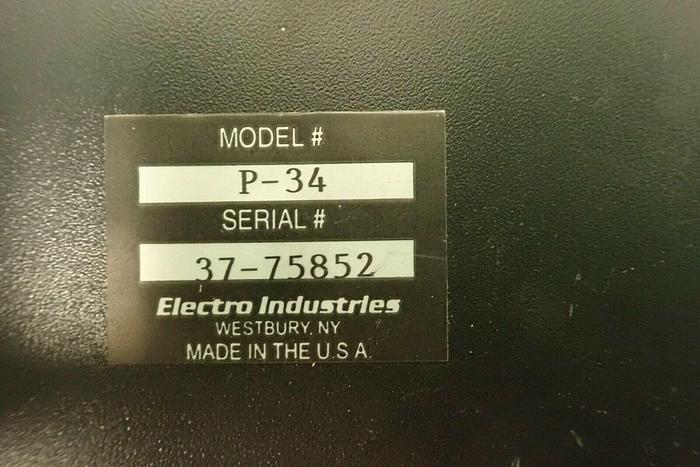 MODEL #
P-34
SERIAL #
37-75852
Electro Industries
WESTBURY, NY
MADE IN THE U.S.A.